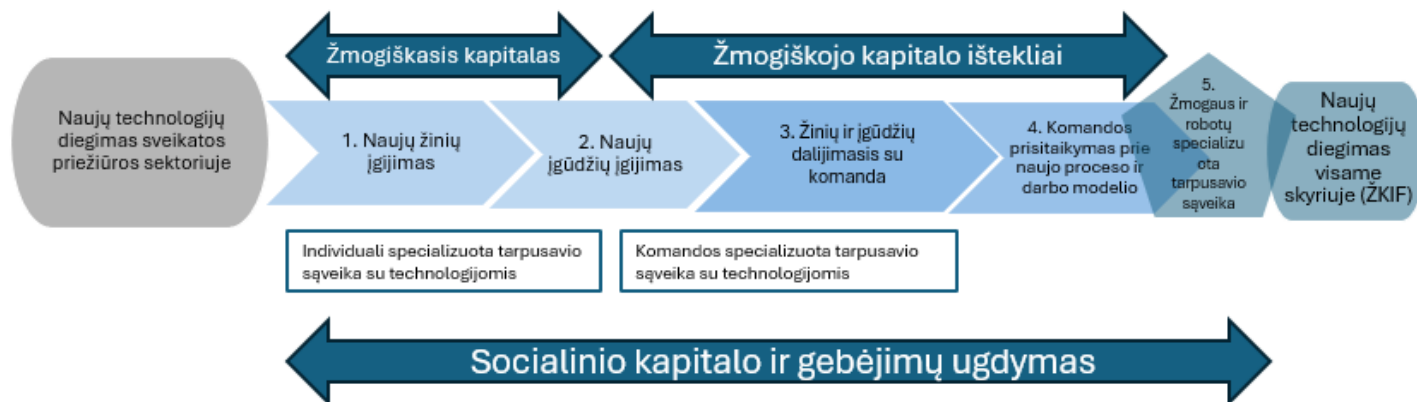 Žmogiškasis kapitalas
Žmogiškojo kapitalo ištekliai
Naujų technologijų
diegimas sveikatos
priežiūros sektoriuje
1. Naujų žinių
įgijimas
2. Naujų
įgūdžių įgijimas
3. Žinių ir įgūdžių
dalijimasis su
komanda
4. Komandos
prisitaikymas prie
naujo proceso ir
darbo modelio
5.
Žmogaus ir
robotų
specializu
ota
tarpusavio
sąveika
Naujų
technologijų
diegimas
visame
skyriuje (ŽKIF)
Individuali specializuota tarpusavio
sąveika su technologijomis
Komandos specializuota tarpusavio
sąveika su technologijomis
Socialinio kapitalo ir gebėjimų ugdymas